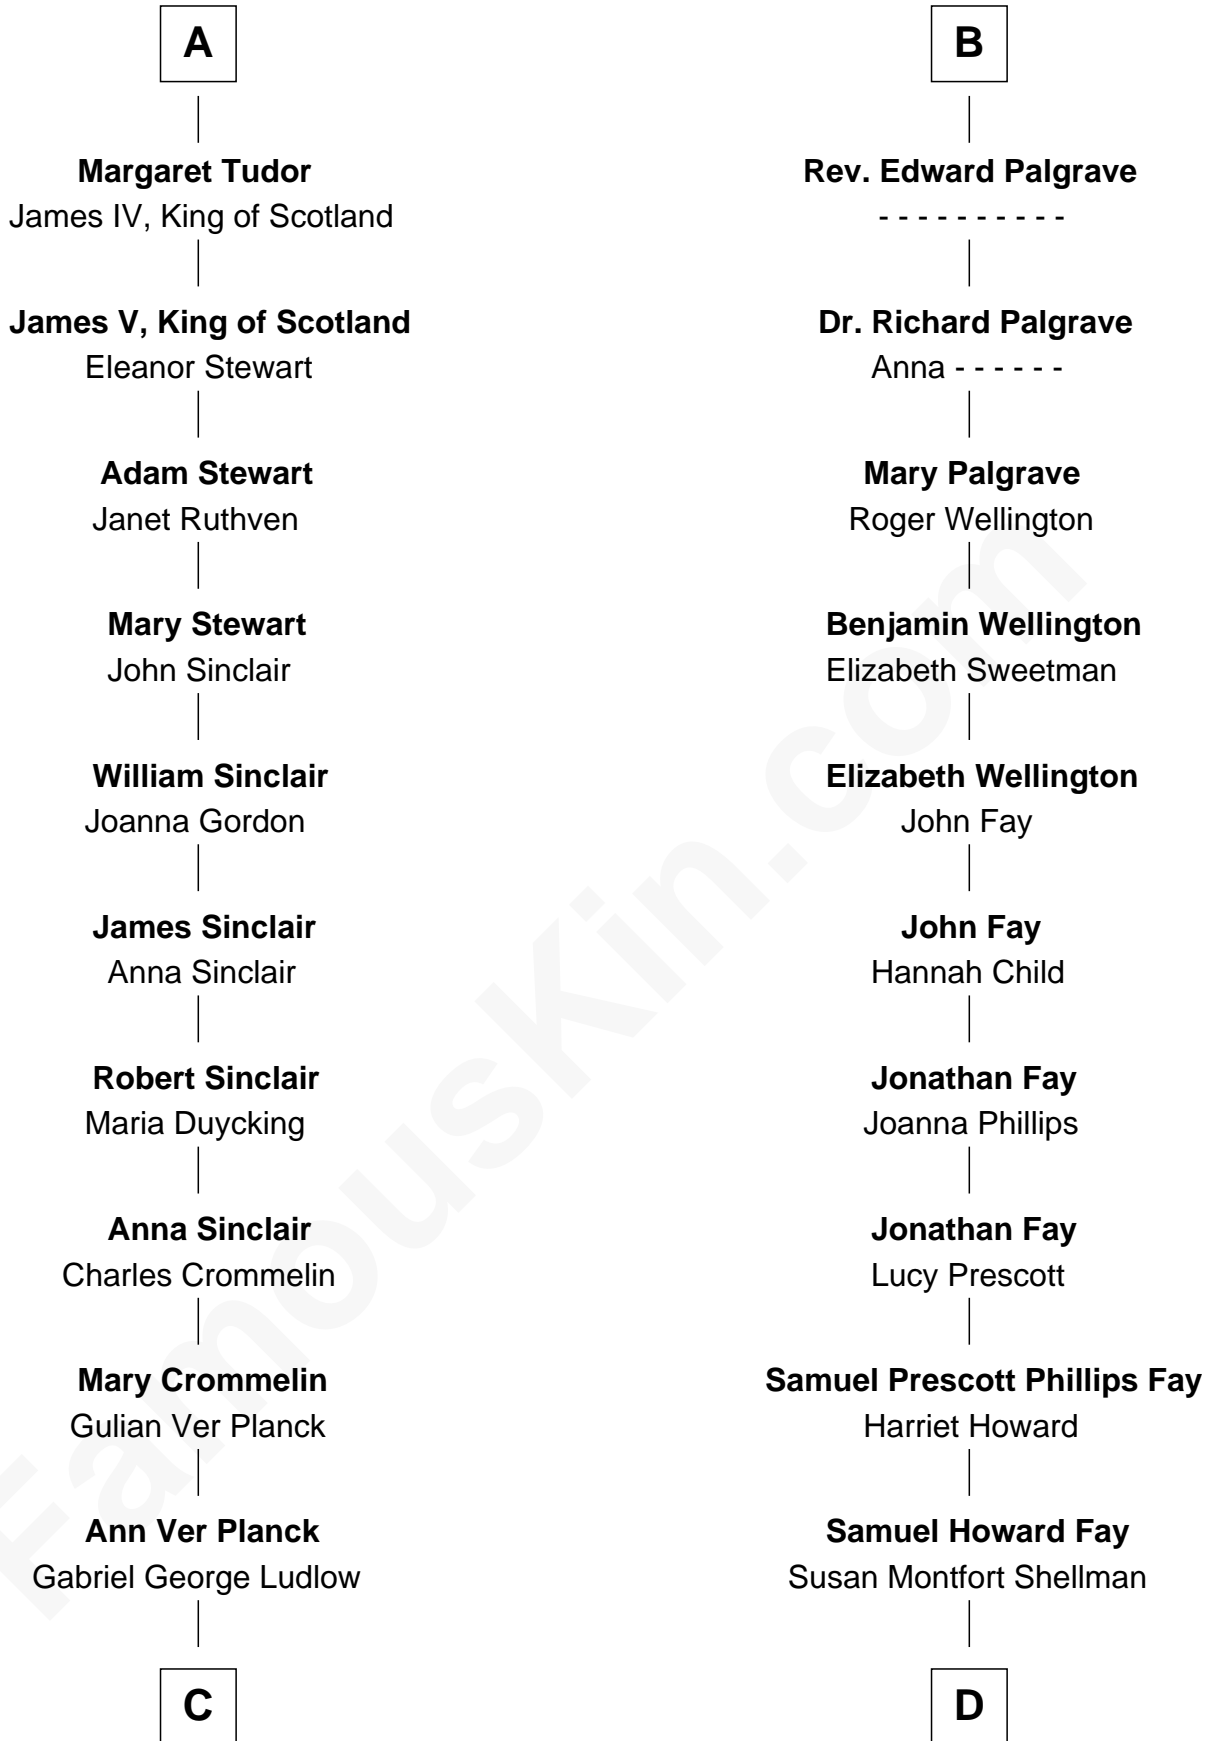 A
Margaret Tudor
James IV, King of Scotland
James V, King of Scotland
Eleanor Stewart
Adam Stewart
Janet Ruthven
Mary Stewart
John Sinclair
William Sinclair
Joanna Gordon
James Sinclair
Anna Sinclair
Robert Sinclair
Maria Duycking
Anna Sinclair
Charles Crommelin
Mary Crommelin
Gulian Ver Planck
Ann Ver Planck
Gabriel George Ludlow
C
B
Rev. Edward Palgrave
- - - - - - - - - -
Dr. Richard Palgrave
Anna - - - - - -
Mary Palgrave
Roger Wellington
Benjamin Wellington
Elizabeth Sweetman
Elizabeth Wellington
John Fay
John Fay
Hannah Child
Jonathan Fay
Joanna Phillips
Jonathan Fay
Lucy Prescott
Samuel Prescott Phillips Fay
Harriet Howard
Samuel Howard Fay
Susan Montfort Shellman
D
FamousKin.com